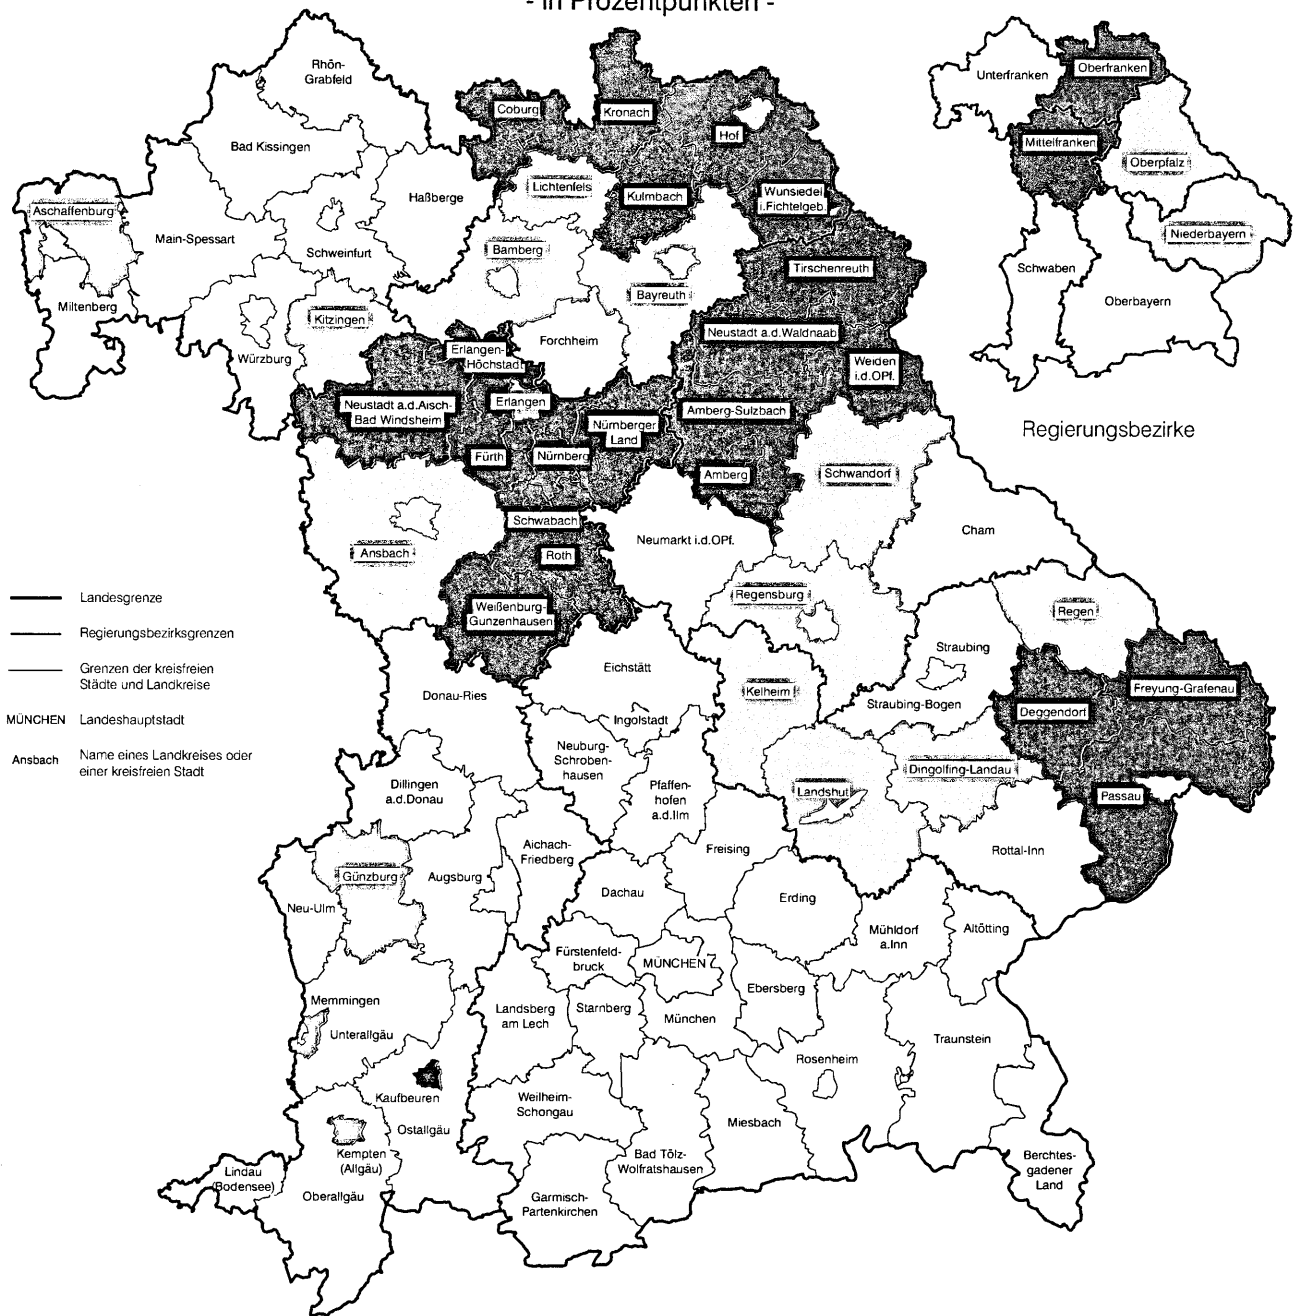 - in Prozentpunkten -
Rhön-
Grabfeld
Bad Kissingen
Haßberge
Aschaffenburg
Main-Spessart
Schweinfurt
Miltenberg
Würzburg
Kitzingen
Coburg
Kronach
Hof
Lichtenfels
Kulmbach
Wunsiedel
i.Fichtelgeb.
Bamberg
Bayreuth
Tirschenreuth
Forchheim
Neustadt a.d.Waldnaab
Weiden
i.d.OPf.
Erlangen-
Höchstadt
Erlangen
Neustadt a.d.Aisch-
Bad Windsheim
Nürnberger
Land
Amberg-Sulzbach
Fürth
Nürnberg
Amberg
Schwandorf
Schwabach
Roth
Ansbach
Neumarkt i.d.OPf.
Cham
Weißenburg-
Gunzenhausen
Regensburg
Regen
Unterfranken
Oberfranken
Mittelfranken
Oberpfalz
Niederbayern
Schwaben
Oberbayern
Regierungsbezirke
Landesgrenze
Regierungsbezirksgrenzen
Grenzen der kreisfreien
Städte und Landkreise
MÜNCHEN Landeshauptstadt
Ansbach Name eines Landkreises oder
einer kreisfreien Stadt
Eichstätt
Straubing
Donau-Ries
Kelheim
Straubing-Bogen
Deggendorf
Freyung-Grafenau
Ingolstadt
Neuburg-
Schroben-
hausen
Dingolfing-Landau
Dillingen
a.d.Donau
Pfaffen-
hofen
a.d.Ilm
Landshut
Passau
Aichach-
Friedberg
Freising
Rottal-Inn
Günzburg
Augsburg
Dachau
Erding
Neu-Ulm
Mühldorf
a.Inn
Altötting
Fürstenfeld-
bruck
MÜNCHEN
Ebersberg
Memmingen
Unterallgäu
Landsberg
am Lech
Starnberg
München
Traunstein
Rosenheim
Kaufbeuren
Weilheim-
Schongau
Ostallgäu
Miesbach
Kempten
(Allgäu)
Bad Tölz-
Wolfratshausen
Berchtes-
gadener
Land
Lindau
(Bodensee)
Oberallgäu
Garmisch-
Partenkirchen